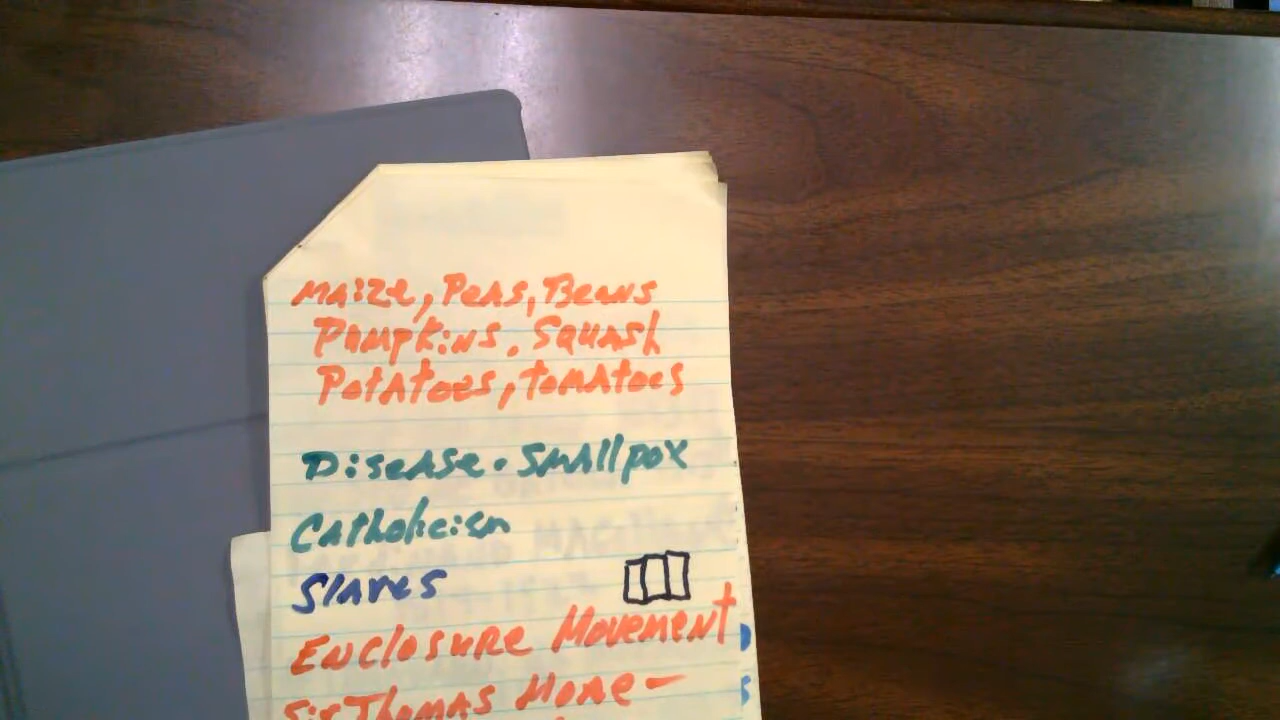 Maize, Peas, Beans
Pumpkins, Squash
Potatoes, tomatoes
Disease - Smallpox
Catholicism
Slaves
Enclosure Movement
Sir Thomas More -